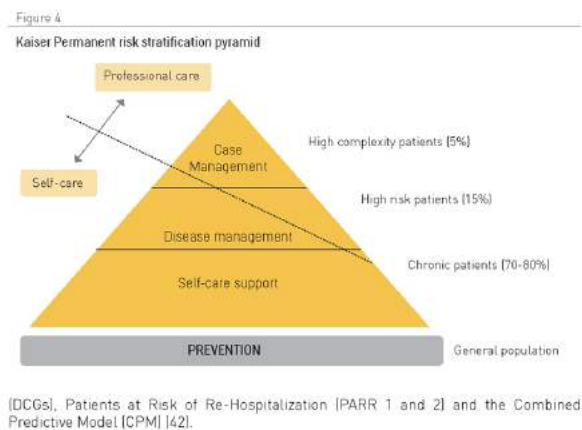 Figure 4
Kaiser Permanent risk stratification pyramid
Professional care
Self-care
Case
Management
High complexity patients (5%)
High risk patients (15%)
Disease management
Chronic patients (70-80%)
Self-care support
PREVENTION
General population
(DCGs), Patients at Risk of Re-Hospitalization (PARR 1 and 2) and the Combined
Predictive Model (CPM) (42).